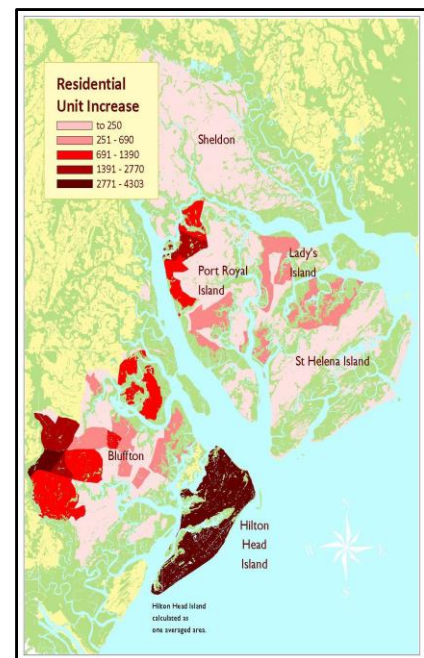 Residential
Unit Increase
to 250
251 - 690
691 - 1390
1391 - 2770
2771 - 4303
Sheldon
Port Royal
Island
Lady's
Island
St Helena Island
Bluffton
Hilton
Head
Island
Hilton Head Island
calculated as
one averaged area.